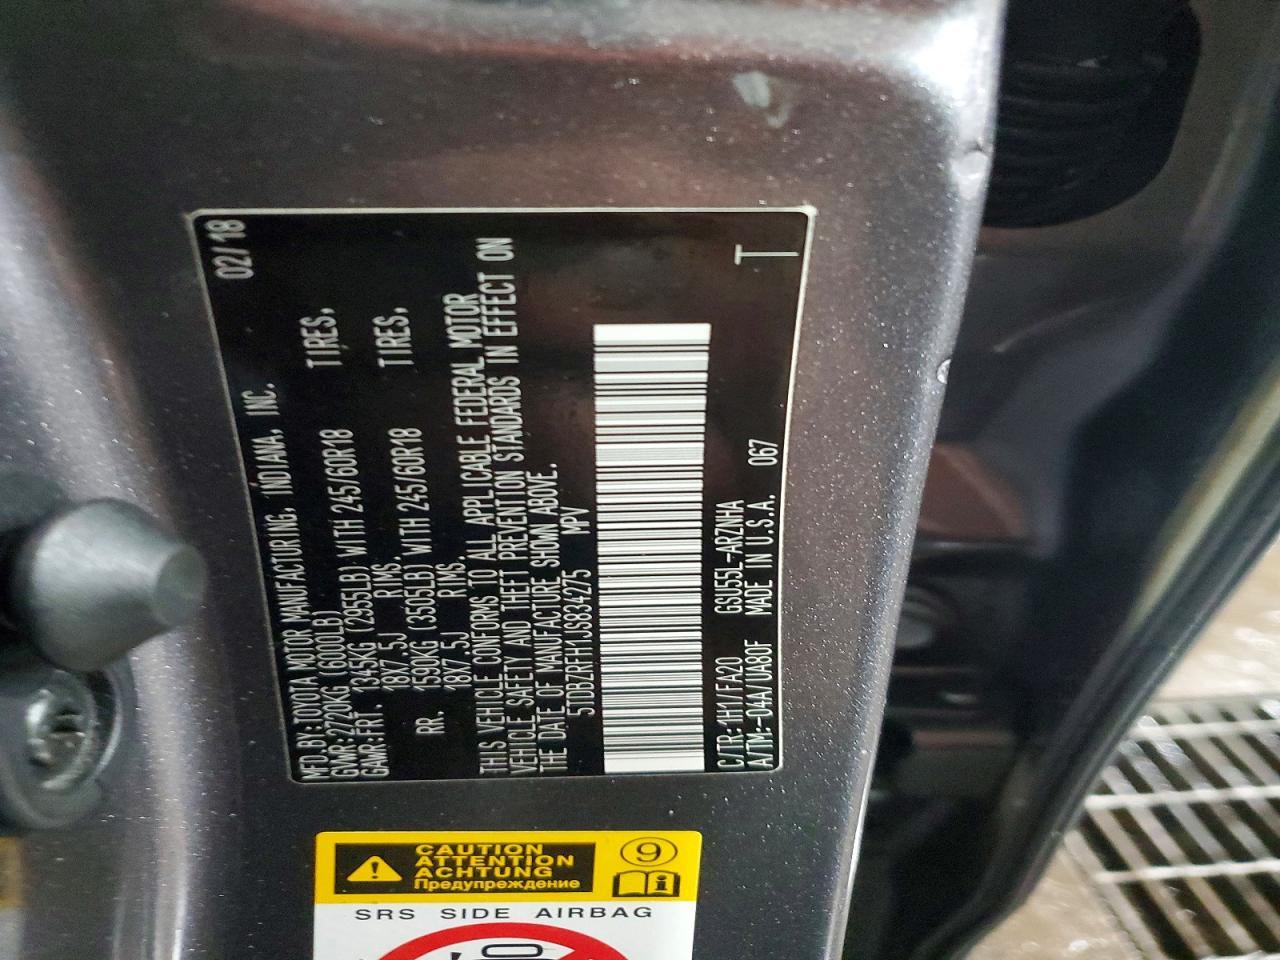 MFD.BY:TOYOTA MOTOR MANUFACTURING, INDIANA, INC. 02/18
GVWR:2720KG (6000LB)
GAWR:FRT. 1345KG (2955LB) WITH 245/60R18 TIRES,
18X7.5J RIMS,
RR. 1590KG (3505LB) WITH 245/60R18 TIRES,
18X7.5J RIMS.
THIS VEHICLE CONFORMS TO ALL APPLICABLE FEDERAL MOTOR
VEHICLE SAFETY AND THEFT PREVENTION STANDARDS IN EFFECT ON
THE DATE OF MANUFACTURE SHOWN ABOVE.
5TDBZRFH1JS834275 MPV
C/TR:1H1/FA20 GSU55L-ARZNHA
A/TM:-04A/UA80F MADE IN U.S.A. 067
T
CAUTION
ATTENTION
ACHTUNG
Предупреждение
9
i
SRS SIDE AIRBAG